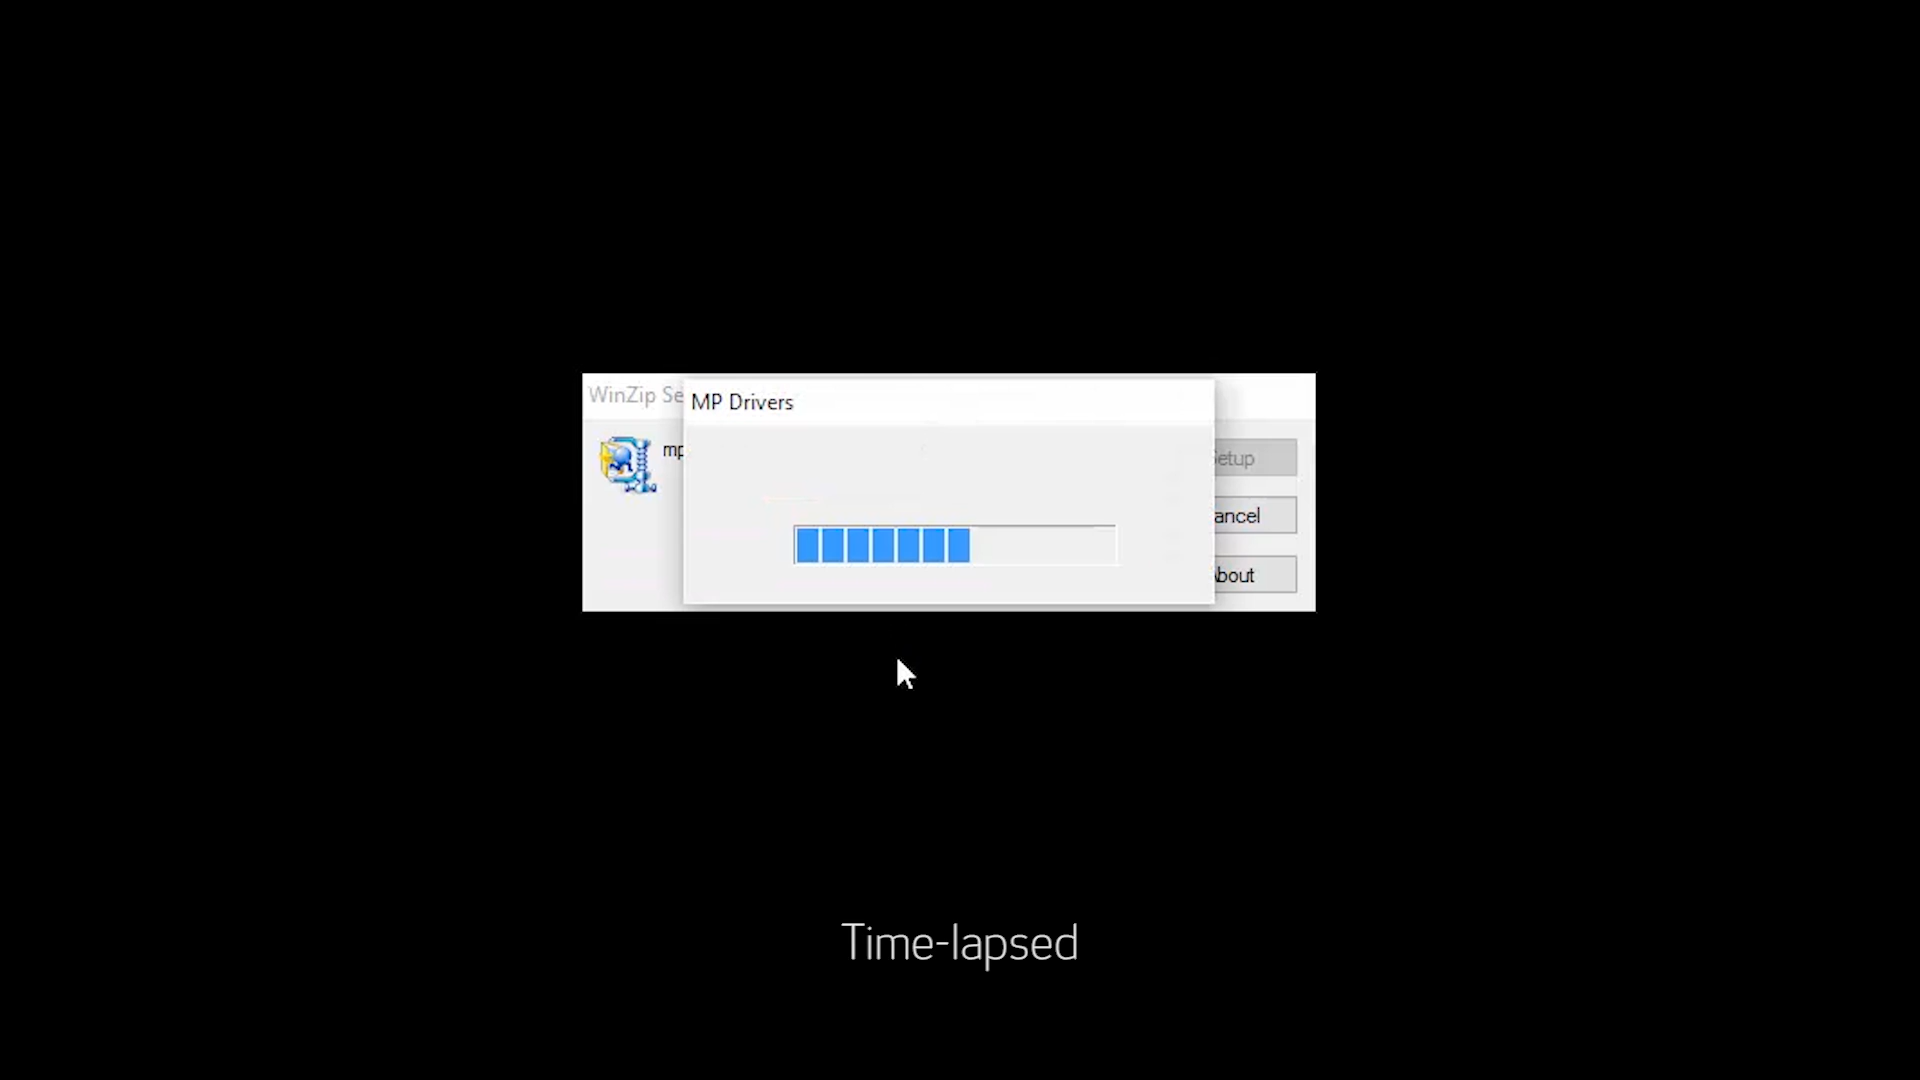 WinZip Se
MP Drivers
mp
etup
ancel
bout
Time-lapsed